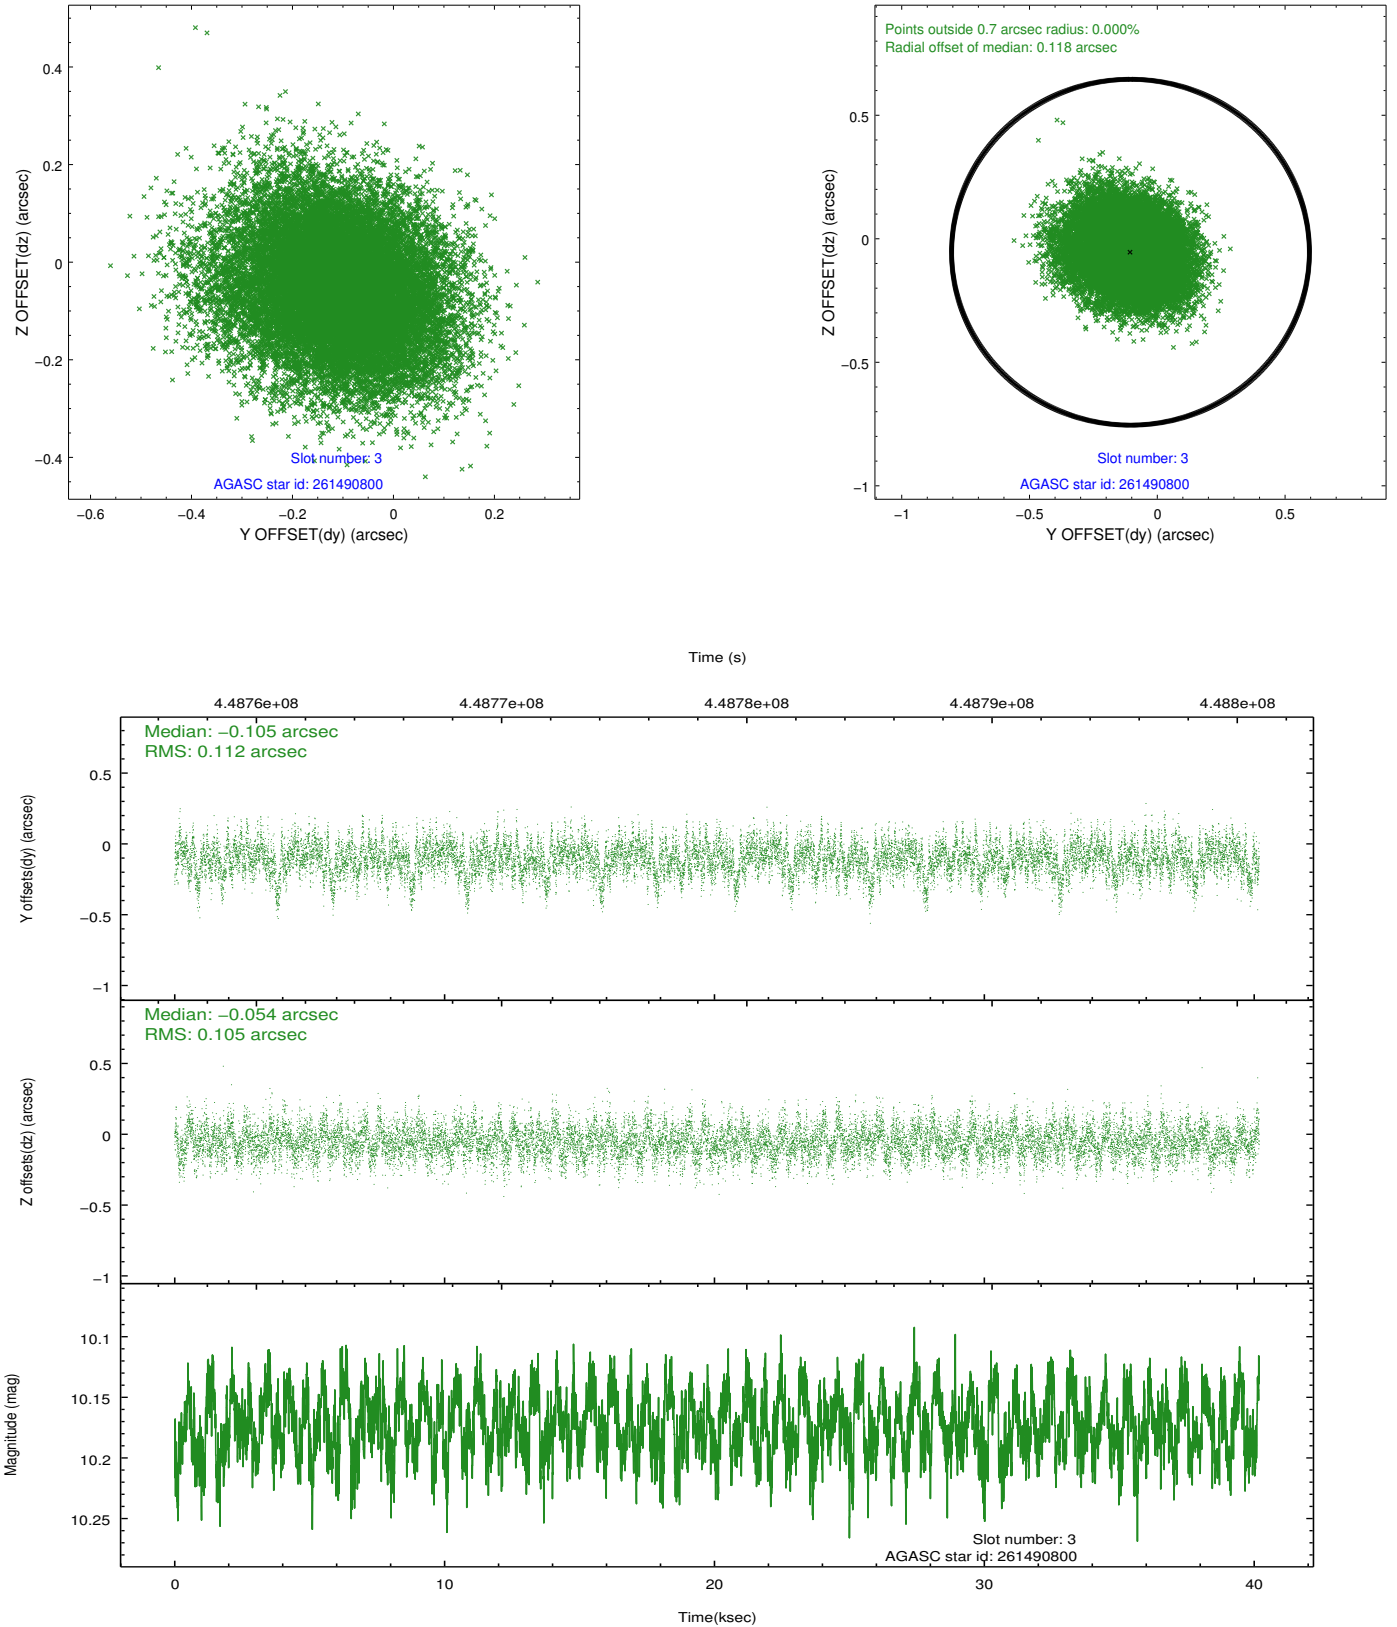 0.4
0.2
0
−0.2
−0.4
Z OFFSET(dz) (arcsec)
Slot number: 3
AGASC star id: 261490800
−0.6 −0.4 −0.2 0 0.2
Y OFFSET(dy) (arcsec)
Points outside 0.7 arcsec radius: 0.000%
Radial offset of median: 0.118 arcsec
0.5
0
−0.5
−1
Z OFFSET(dz) (arcsec)
Slot number: 3
AGASC star id: 261490800
−1 −0.5 0 0.5
Y OFFSET(dy) (arcsec)
Time (s)
4.4876e+08 4.4877e+08 4.4878e+08 4.4879e+08 4.488e+08
Median: −0.105 arcsec
RMS: 0.112 arcsec
0.5
0
−0.5
−1
Y offsets(dy) (arcsec)
Median: −0.054 arcsec
RMS: 0.105 arcsec
0.5
0
−0.5
−1
Z offsets(dz) (arcsec)
10.1
10.15
10.2
10.25
Magnitude (mag)
Slot number: 3
AGASC star id: 261490800
0 10 20 30 40
Time(ksec)